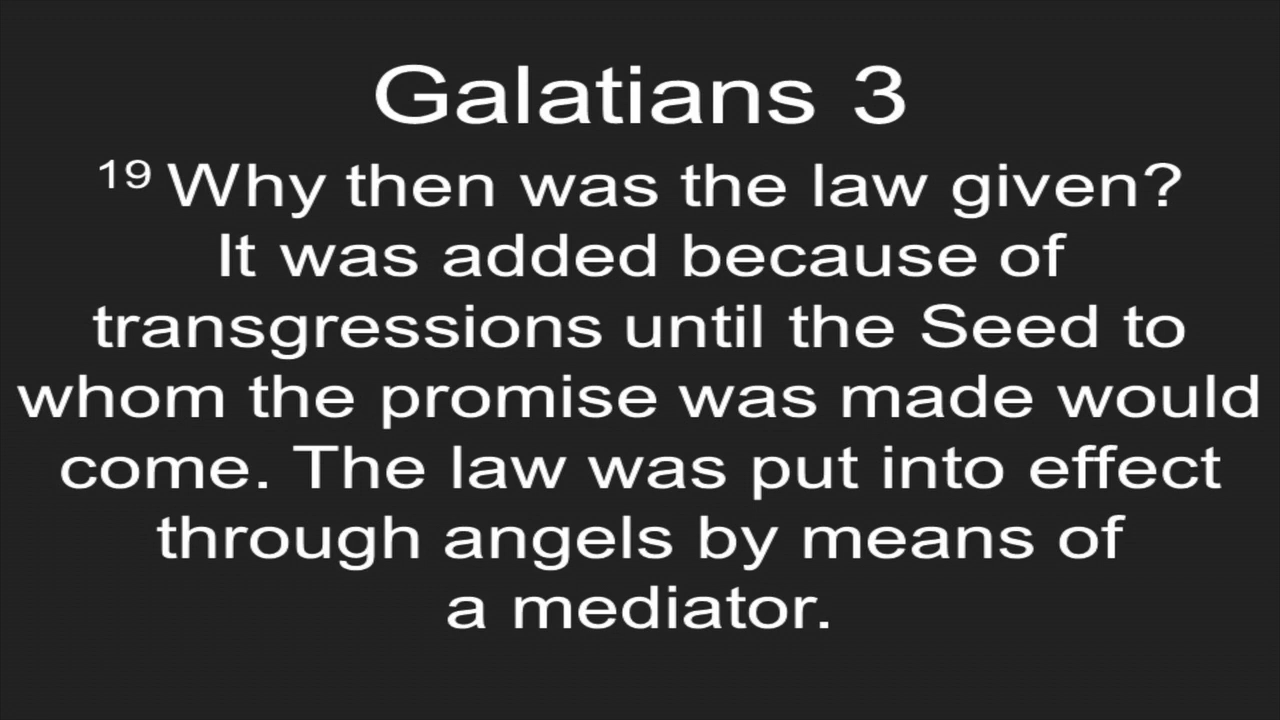 Galatians 3
19 Why then was the law given?
It was added because of
transgressions until the Seed to
whom the promise was made would
come. The law was put into effect
through angels by means of
a mediator.